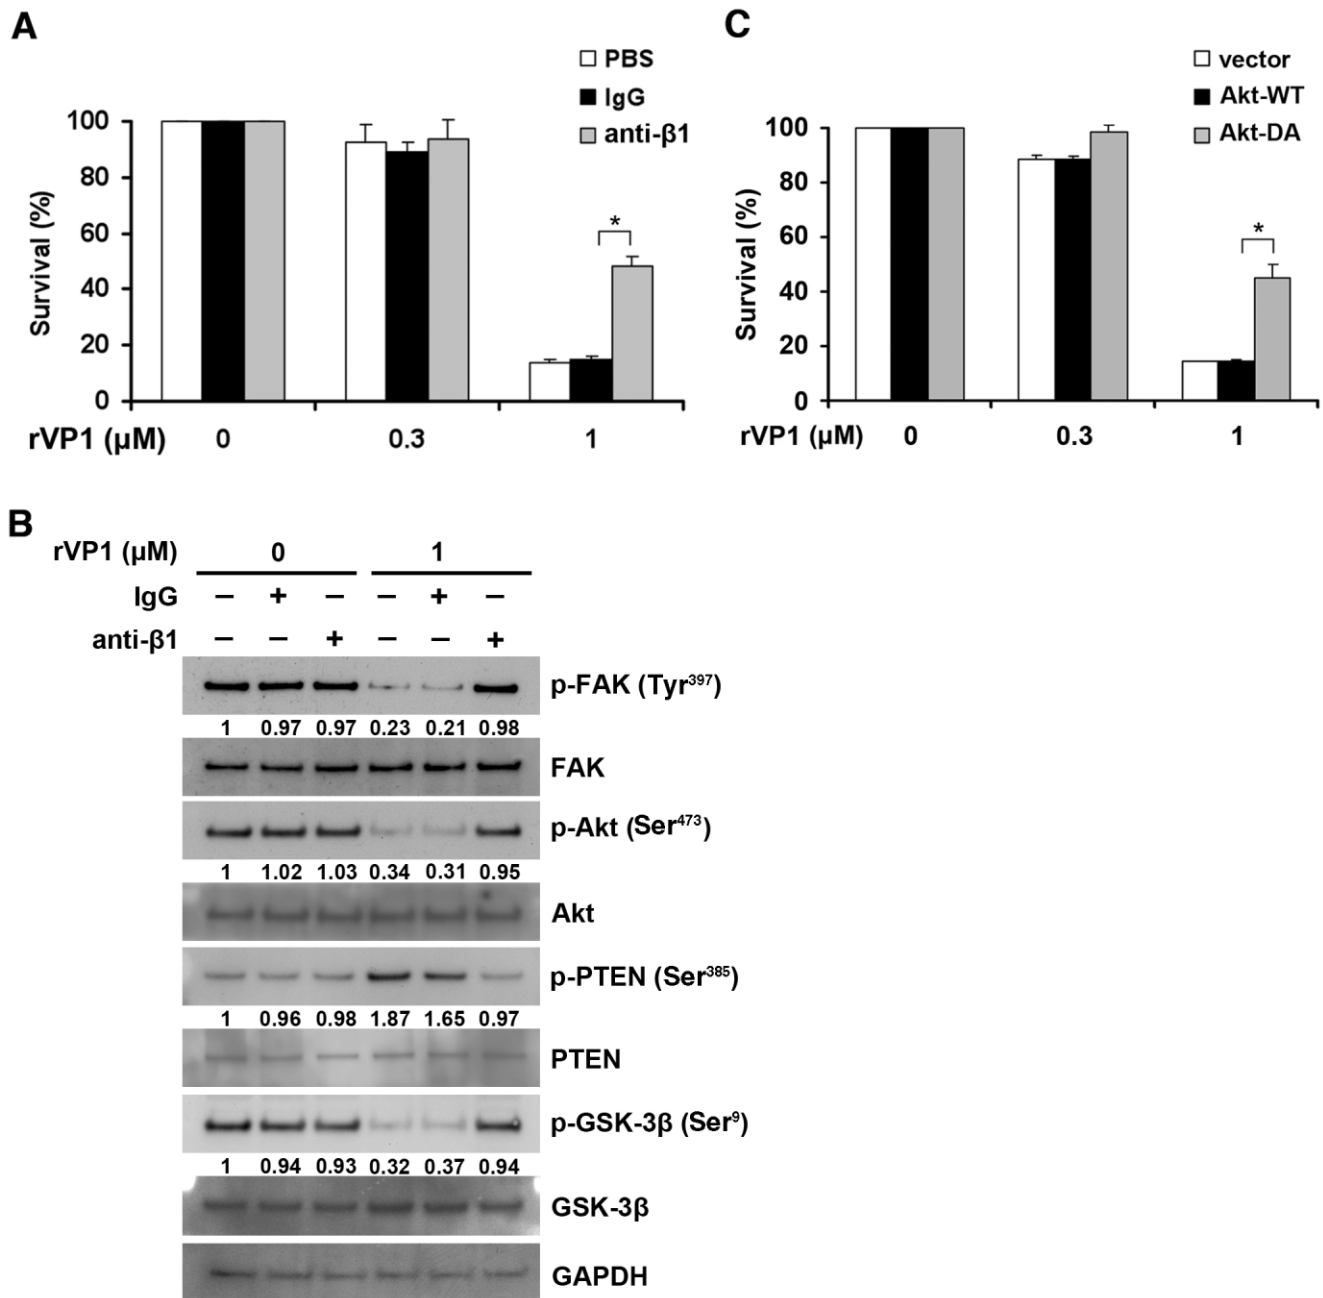 A
PBS
IgG
anti-β1
100
80
60
40
20
0
Survival (%)
*
rVP1 (μM) 0 0.3 1
C
vector
Akt-WT
Akt-DA
100
80
60
40
20
0
Survival (%)
*
rVP1 (μM) 0 0.3 1
B
rVP1 (μM) 0 1
IgG − + − − + −
anti-β1 − − + − − +
p-FAK (Tyr³⁹⁷)
1 0.97 0.97 0.23 0.21 0.98
FAK
p-Akt (Ser⁴⁷³)
1 1.02 1.03 0.34 0.31 0.95
Akt
p-PTEN (Ser³⁸⁵)
1 0.96 0.98 1.87 1.65 0.97
PTEN
p-GSK-3β (Ser⁹)
1 0.94 0.93 0.32 0.37 0.94
GSK-3β
GAPDH